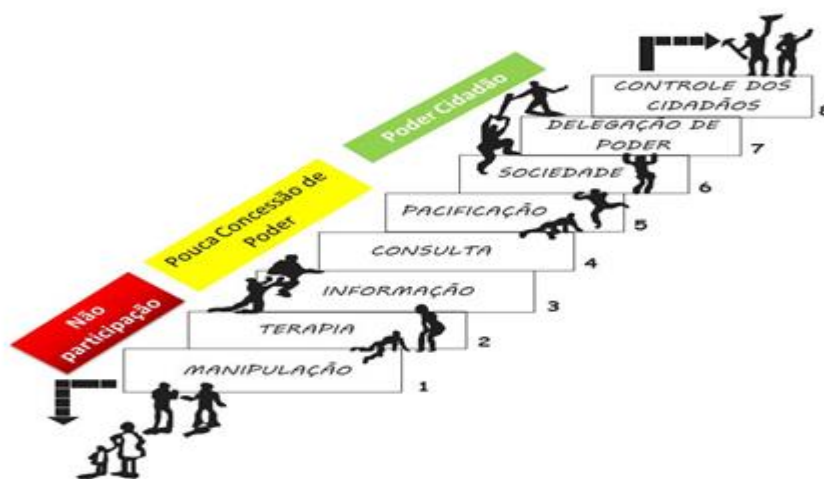 Poder Cidadão
Pouca Concessão de
Poder
Não
participação
CONTROLE DOS
CIDADÃOS
8
DELEGAÇÃO DE
PODER
7
SOCIEDADE
6
PACIFICAÇÃO
5
CONSULTA
4
INFORMAÇÃO
3
TERAPIA
2
MANIPULAÇÃO
1